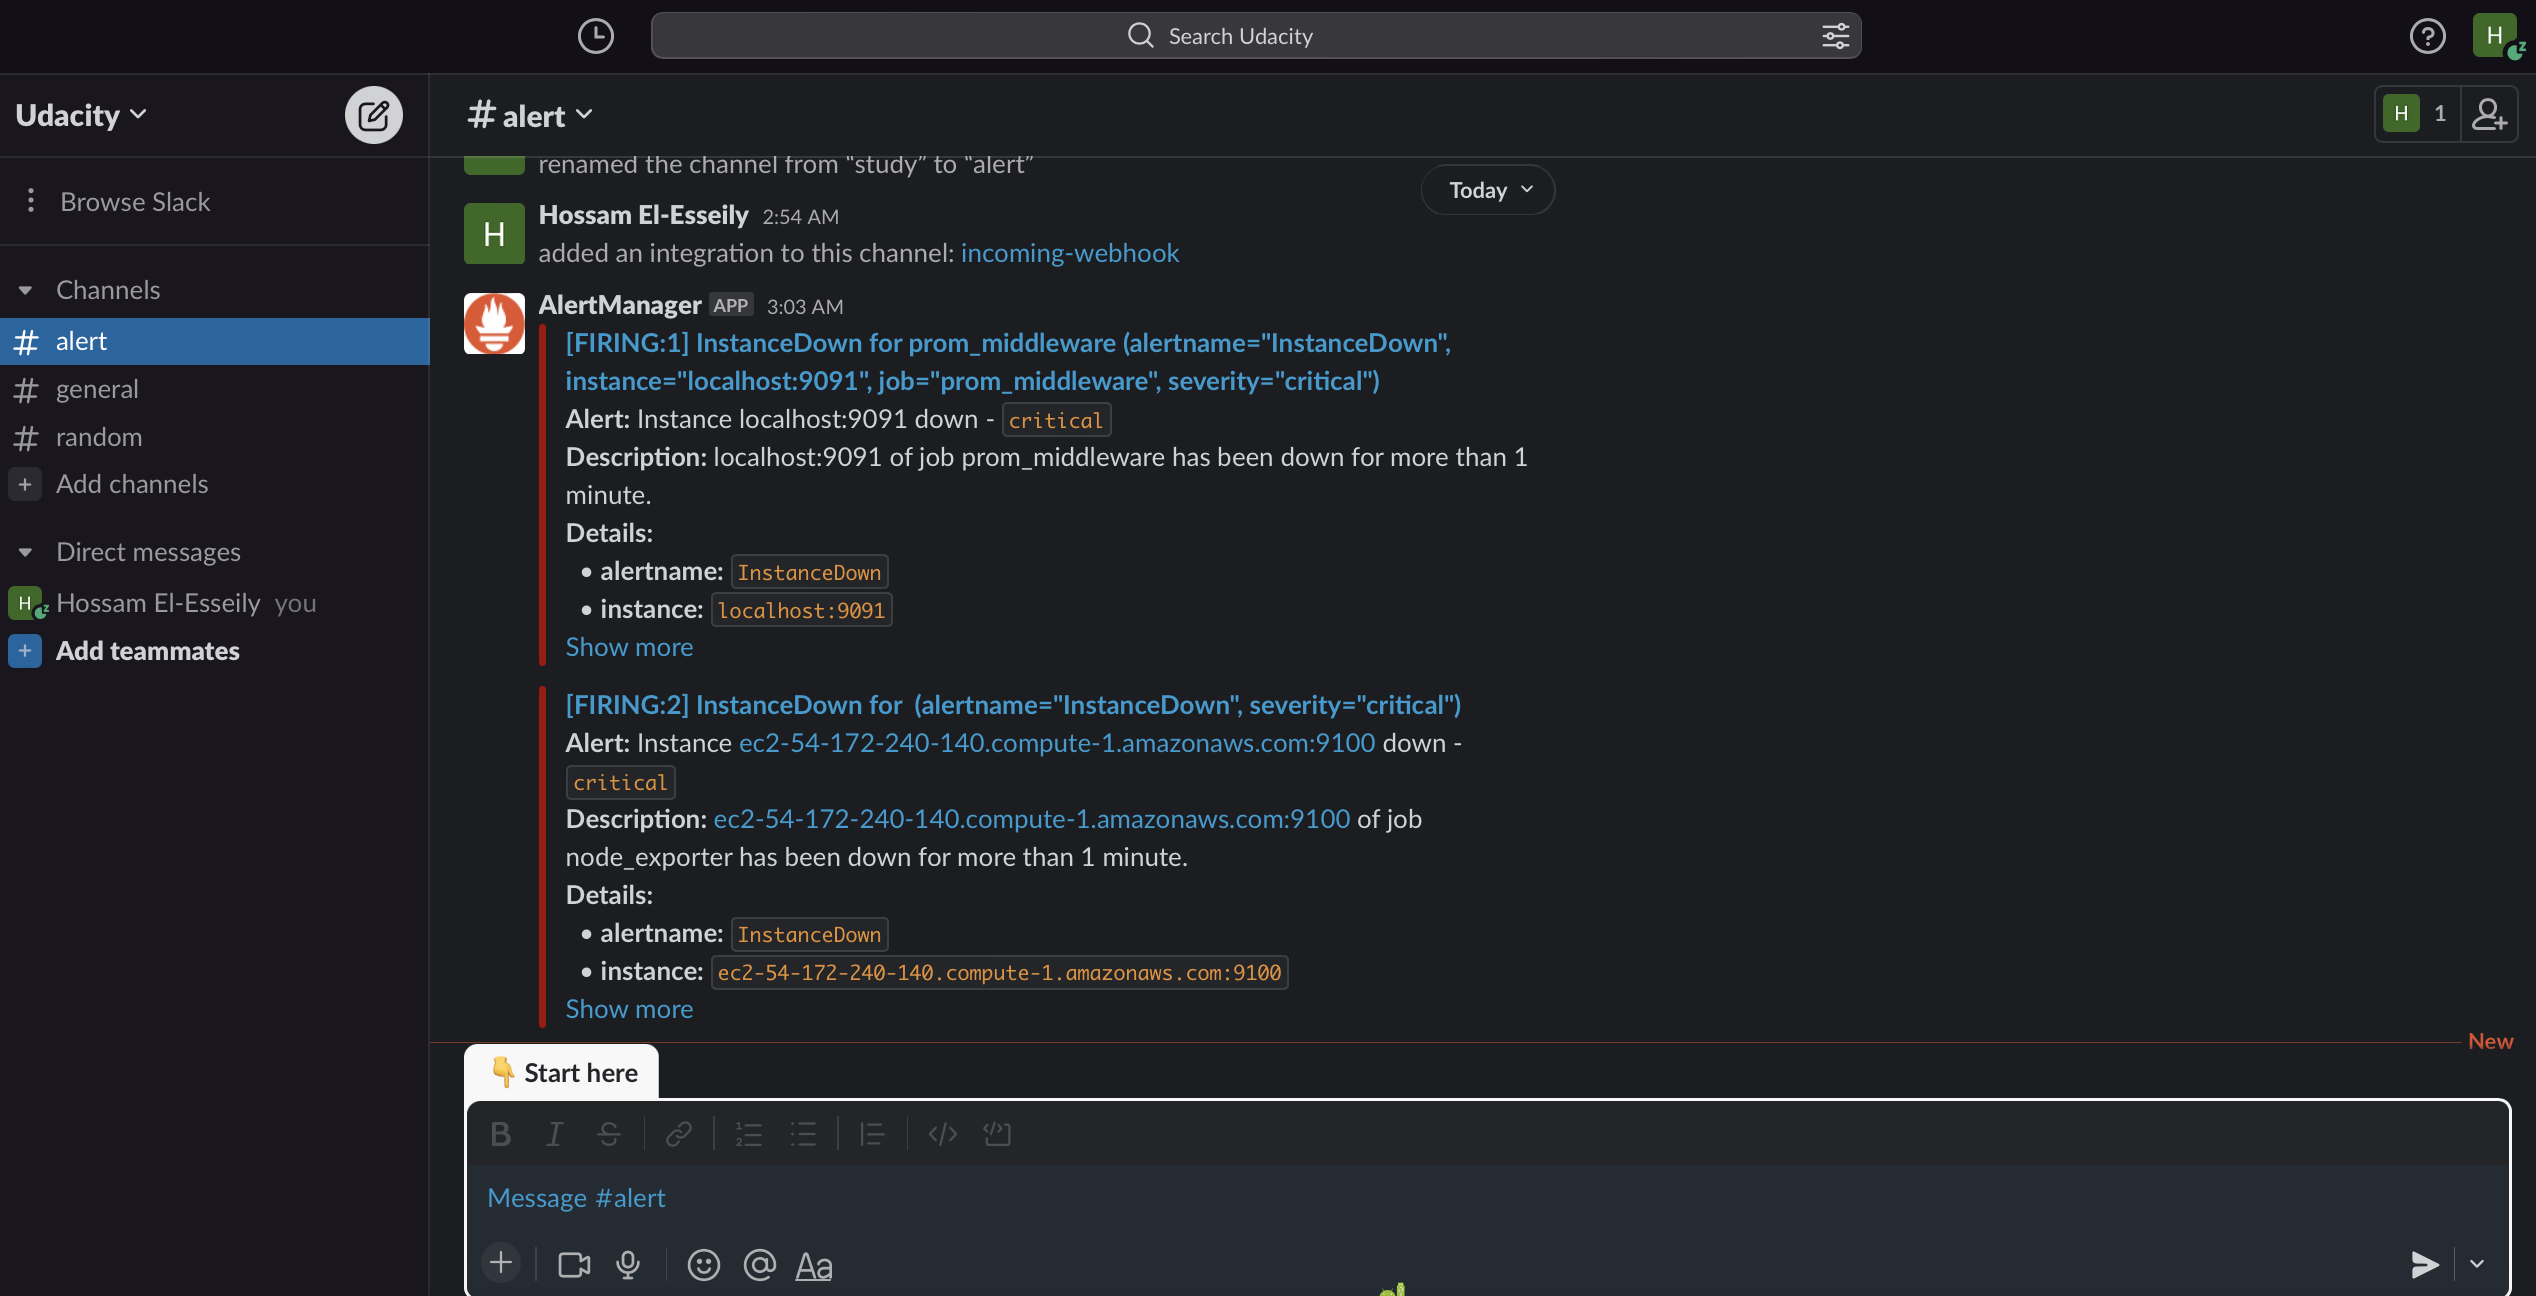 Search Udacity
H
Udacity
# alert
H 1
Browse Slack
Channels
# alert
# general
# random
+ Add channels
Direct messages
H Hossam El-Esseily you
+ Add teammates
renamed the channel from “study” to “alert”
Today
H
Hossam El-Esseily 2:54 AM
added an integration to this channel: incoming-webhook
AlertManager APP 3:03 AM
[FIRING:1] InstanceDown for prom_middleware (alertname="InstanceDown",
instance="localhost:9091", job="prom_middleware", severity="critical")
Alert: Instance localhost:9091 down - critical
Description: localhost:9091 of job prom_middleware has been down for more than 1
minute.
Details:
• alertname: InstanceDown
• instance: localhost:9091
Show more
[FIRING:2] InstanceDown for (alertname="InstanceDown", severity="critical")
Alert: Instance ec2-54-172-240-140.compute-1.amazonaws.com:9100 down -
critical
Description: ec2-54-172-240-140.compute-1.amazonaws.com:9100 of job
node_exporter has been down for more than 1 minute.
Details:
• alertname: InstanceDown
• instance: ec2-54-172-240-140.compute-1.amazonaws.com:9100
Show more
New
Start here
B I S
Message #alert
Aa